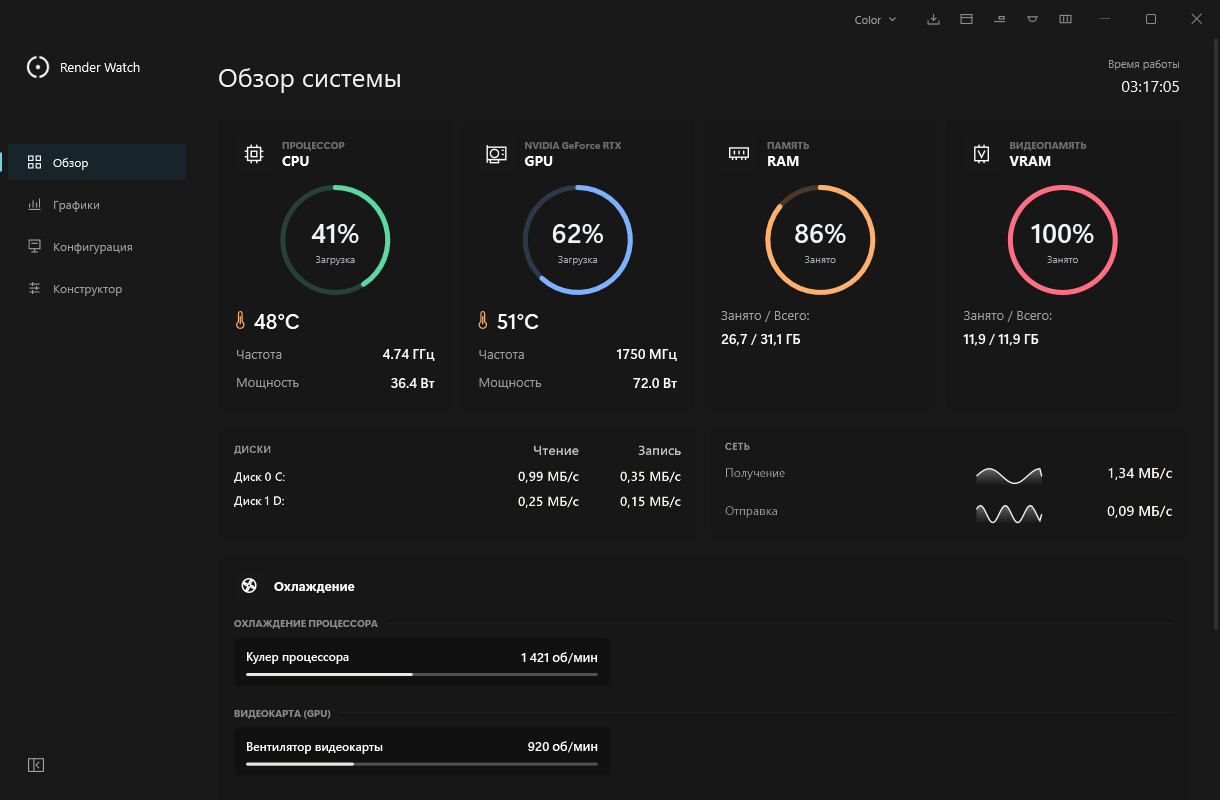 Color
Render Watch
Обзор системы
Время работы
03:17:05
Обзор
Графики
Конфигурация
Конструктор
ПРОЦЕССОР
CPU
41%
Загрузка
48°C
Частота 4.74 ГГц
Мощность 36.4 Вт
NVIDIA GeForce RTX
GPU
62%
Загрузка
51°C
Частота 1750 МГц
Мощность 72.0 Вт
ПАМЯТЬ
RAM
86%
Занято
Занято / Всего:
26,7 / 31,1 ГБ
ВИДЕОПАМЯТЬ
VRAM
100%
Занято
Занято / Всего:
11,9 / 11,9 ГБ
ДИСКИ Чтение Запись
Диск 0 C: 0,99 МБ/с 0,35 МБ/с
Диск 1 D: 0,25 МБ/с 0,15 МБ/с
СЕТЬ
Получение 1,34 МБ/с
Отправка 0,09 МБ/с
Охлаждение
ОХЛАЖДЕНИЕ ПРОЦЕССОРА
Кулер процессора 1 421 об/мин
ВИДЕОКАРТА (GPU)
Вентилятор видеокарты 920 об/мин